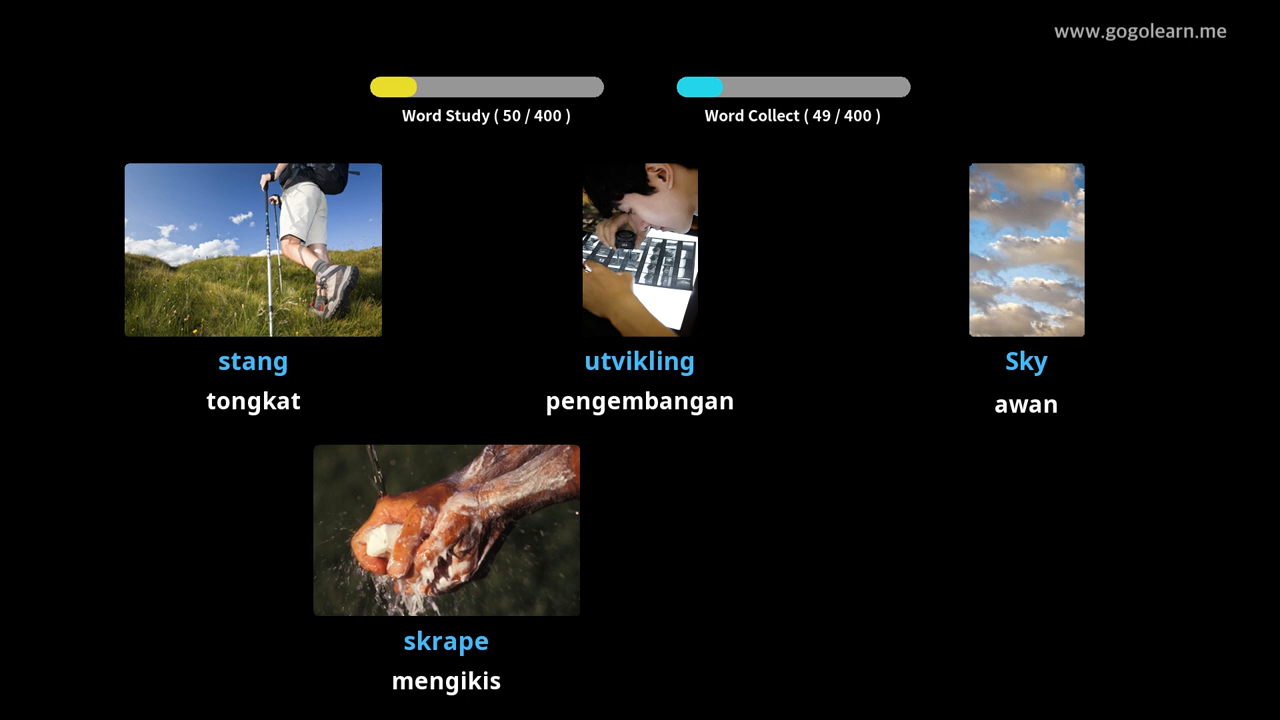 www.gogolearn.me
Word Study ( 50 / 400 )
Word Collect ( 49 / 400 )
stang
tongkat
utvikling
pengembangan
Sky
awan
skrape
mengikis